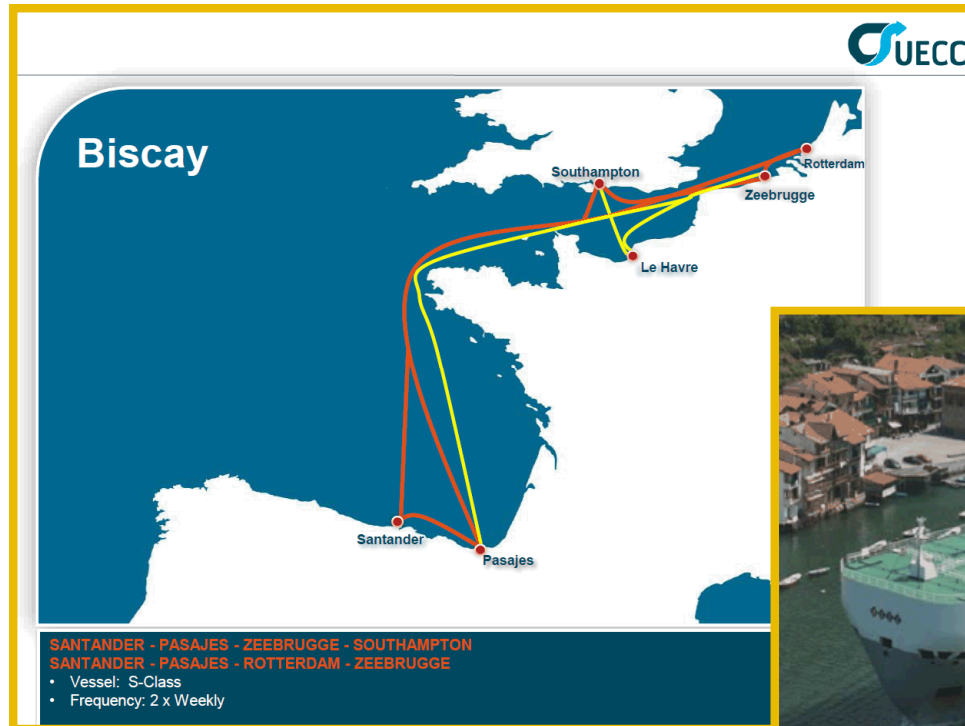 UECC
Biscay
Southampton
Rotterdam
Zeebrugge
Le Havre
Santander
Pasajes
SANTANDER - PASAJES - ZEEBRUGGE - SOUTHAMPTON
SANTANDER - PASAJES - ROTTERDAM - ZEEBRUGGE
• Vessel: S-Class
• Frequency: 2 x Weekly